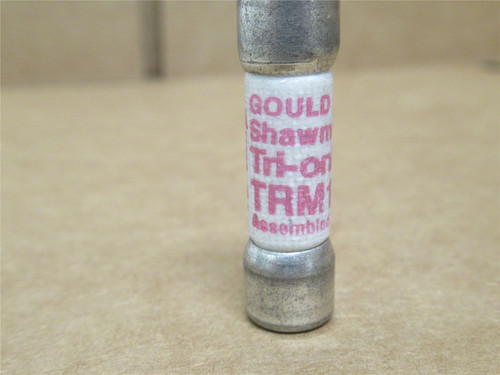 GOULD
Shawm
Tri-on
TRM1
Assembled